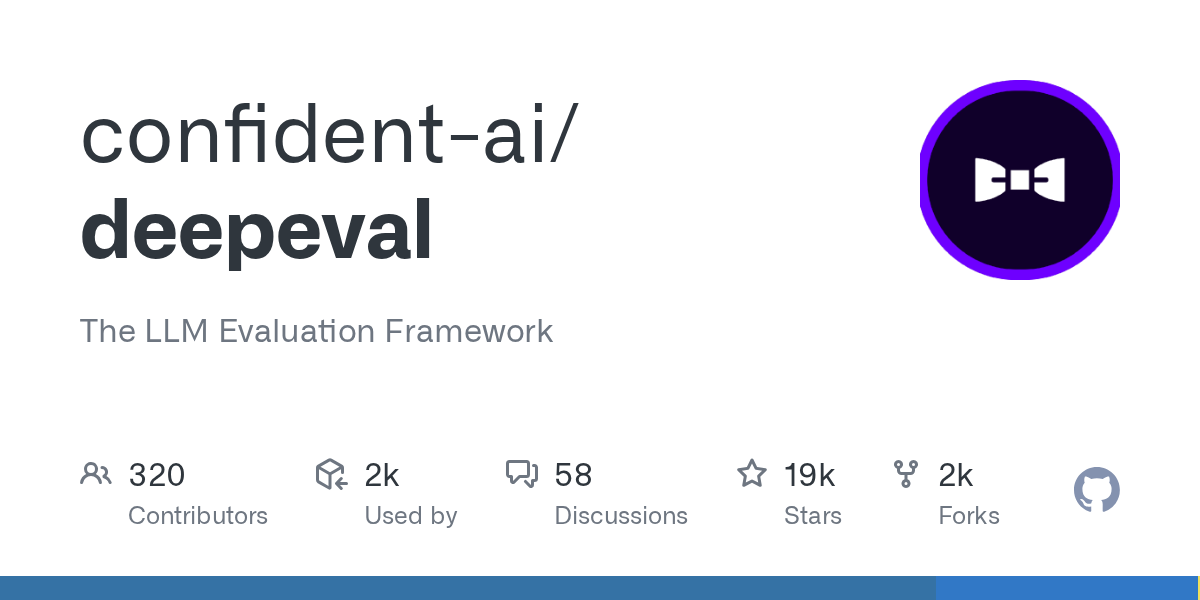 confident-ai/
deepeval
The LLM Evaluation Framework
320 2k 58 19k 2k
Contributors Used by Discussions Stars Forks